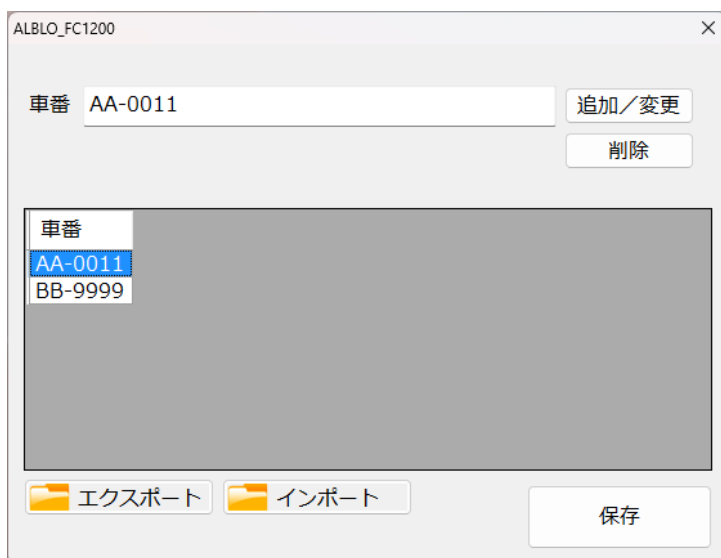 ALBLO_FC1200
車番 AA-0011 追加／変更
削除
車番
AA-0011
BB-9999
エクスポート インポート
保存